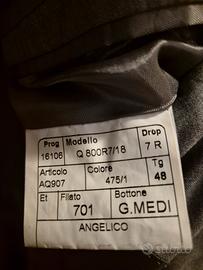 Prog Modello Drop
16106 Q 800R7/18 7 R
Articolo Colore Tg
AQ907 475/1 48
Et Filato Bottone
701 G.MEDI
ANGELICO
subito